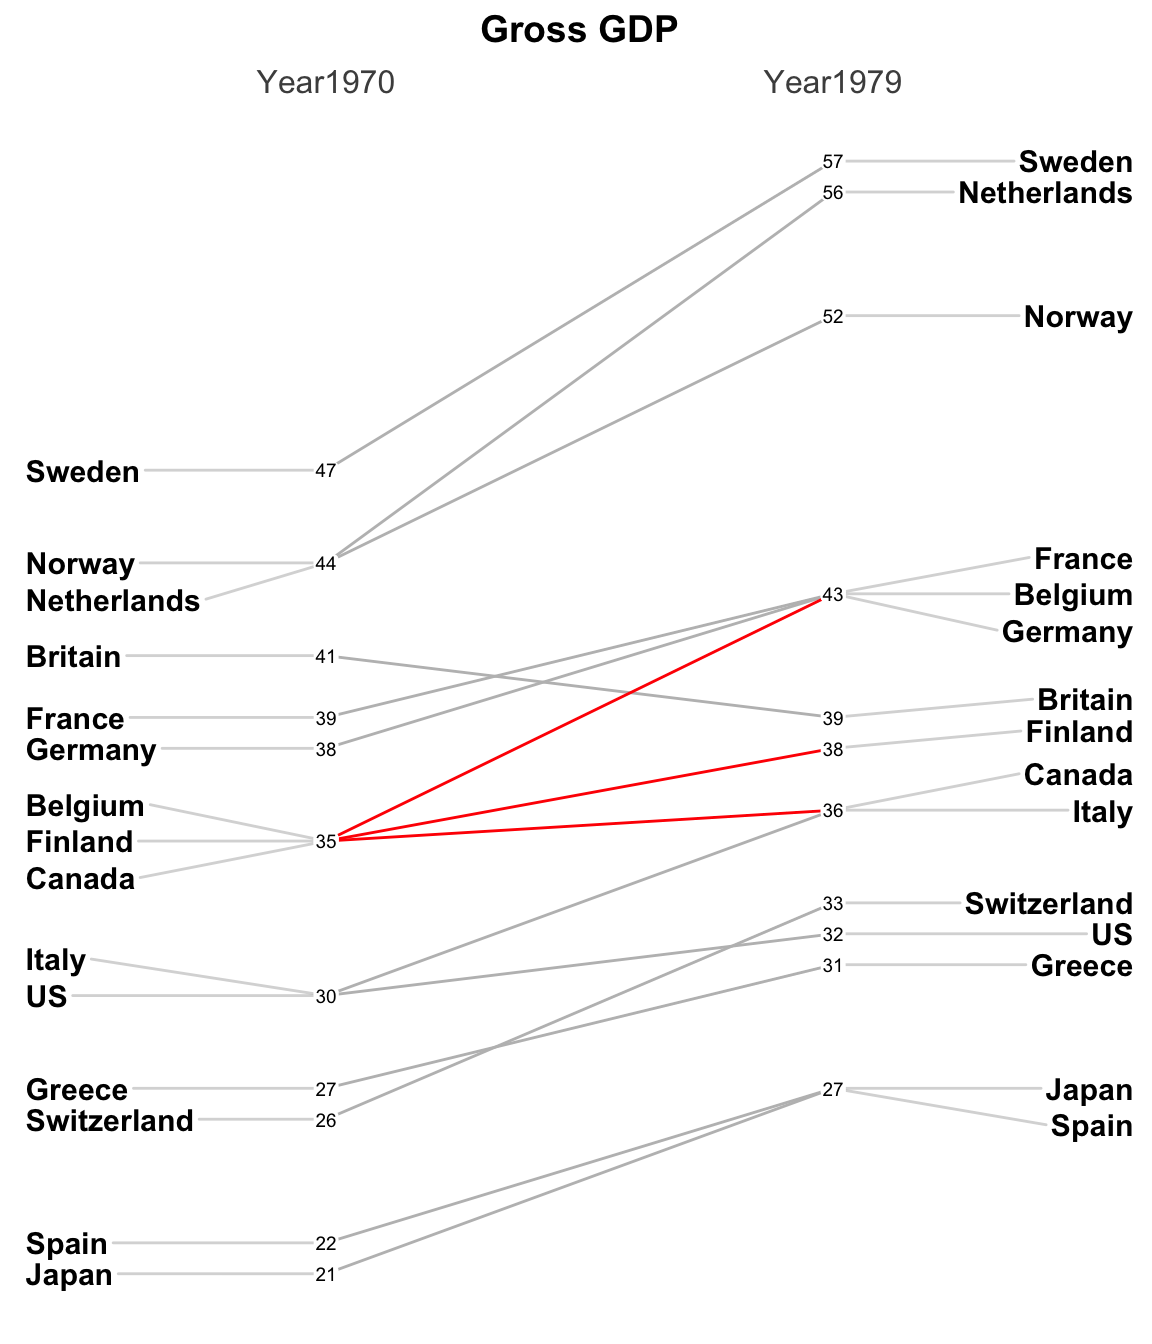 Gross GDP
Year1970 Year1979
57 Sweden
56 Netherlands
52 Norway
Sweden 47
Norway 44
Netherlands
France
43 Belgium
Germany
Britain 41
Britain
France 39
39
Finland
Germany 38
38
Canada
Belgium
36 Italy
Finland 35
Canada
33 Switzerland
32 US
Italy
31 Greece
US 30
Greece 27
27 Japan
Switzerland 26
Spain
Spain 22
Japan 21